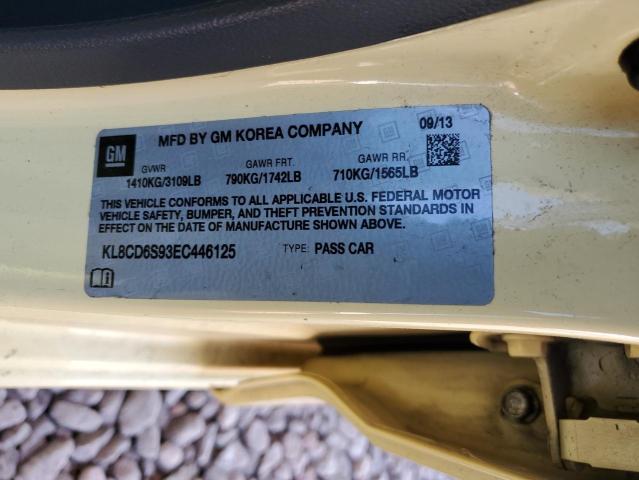 MFD BY GM KOREA COMPANY 09/13
GM
GVWR GAWR FRT. GAWR RR.
1410KG/3109LB 790KG/1742LB 710KG/1565LB
THIS VEHICLE CONFORMS TO ALL APPLICABLE U.S. FEDERAL MOTOR
VEHICLE SAFETY, BUMPER, AND THEFT PREVENTION STANDARDS IN
EFFECT ON THE DATE OF MANUFACTURE SHOWN ABOVE.
KL8CD6S93EC446125 TYPE: PASS CAR